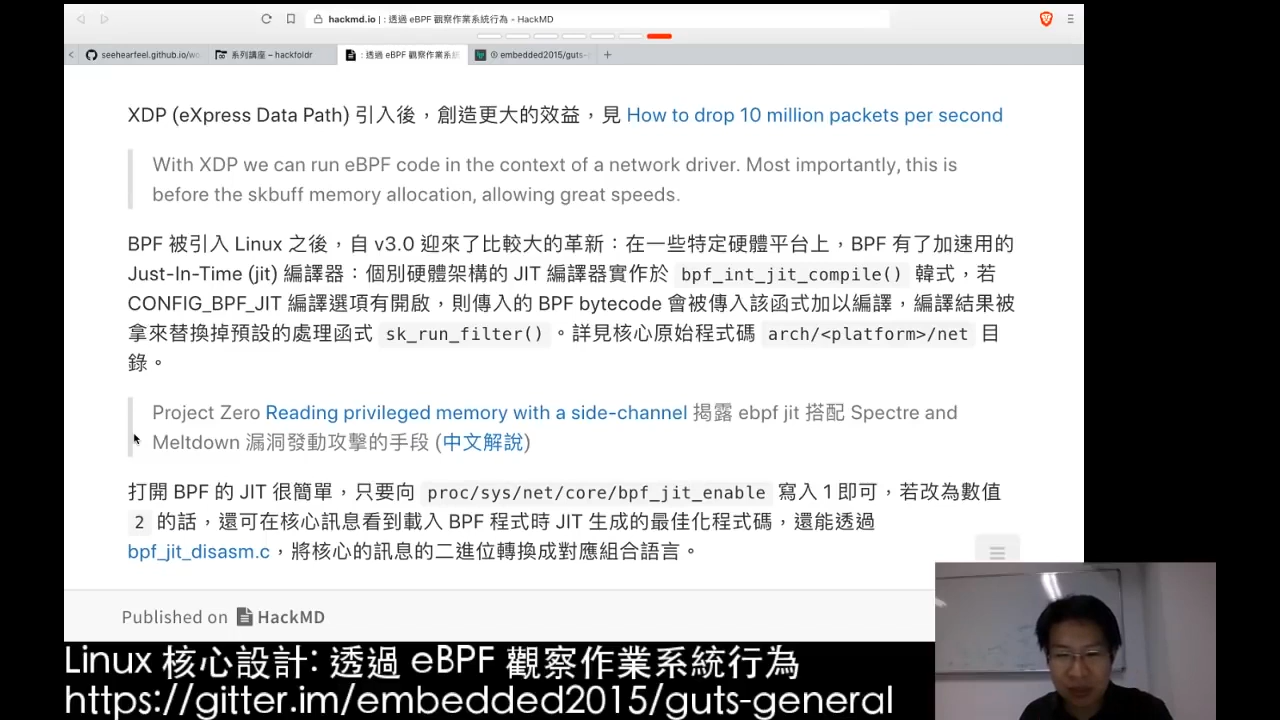 hackmd.io | : 透過 eBPF 觀察作業系統行為 - HackMD
seehearfeel.github.io/wo
系列講座 – hackfoldr
: 透過 eBPF 觀察作業系統
embedded2015/guts-
XDP (eXpress Data Path) 引入後，創造更大的效益，見 How to drop 10 million packets per second
With XDP we can run eBPF code in the context of a network driver. Most importantly, this is
before the skbuff memory allocation, allowing great speeds.
BPF 被引入 Linux 之後，自 v3.0 迎來了比較大的革新：在一些特定硬體平台上，BPF 有了加速用的
Just-In-Time (jit) 編譯器：個別硬體架構的 JIT 編譯器實作於 bpf_int_jit_compile() 韓式，若
CONFIG_BPF_JIT 編譯選項有開啟，則傳入的 BPF bytecode 會被傳入該函式加以編譯，編譯結果被
拿來替換掉預設的處理函式 sk_run_filter() 。詳見核心原始程式碼 arch/<platform>/net 目
錄。
Project Zero Reading privileged memory with a side-channel 揭露 ebpf jit 搭配 Spectre and
Meltdown 漏洞發動攻擊的手段 (中文解說)
打開 BPF 的 JIT 很簡單，只要向 proc/sys/net/core/bpf_jit_enable 寫入 1 即可，若改為數值
2 的話，還可在核心訊息看到載入 BPF 程式時 JIT 生成的最佳化程式碼，還能透過
bpf_jit_disasm.c，將核心的訊息的二進位轉換成對應組合語言。
Published on HackMD
Linux 核心設計: 透過 eBPF 觀察作業系統行為
https://gitter.im/embedded2015/guts-general